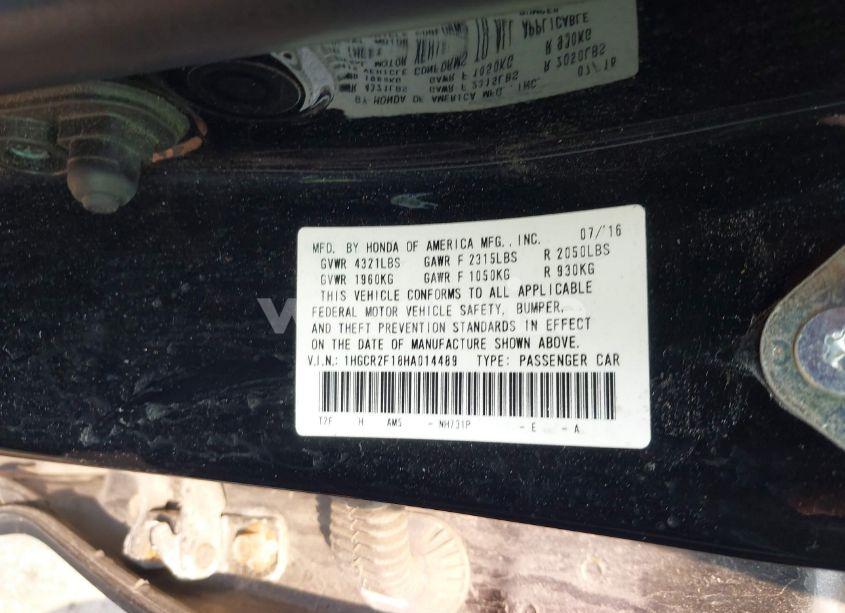 MFD. BY HONDA OF AMERICA MFG., INC. 07/'16
GVWR 4321LBS GAWR F 2315LBS R 2050LBS
GVWR 1960KG GAWR F 1050KG R 930KG
THIS VEHICLE CONFORMS TO ALL APPLICABLE
FEDERAL MOTOR VEHICLE SAFETY, BUMPER,
AND THEFT PREVENTION STANDARDS IN EFFECT
ON THE DATE OF MANUFACTURE SHOWN ABOVE.
V.I.N.: 1HGCR2F18HA014489 TYPE: PASSENGER CAR
T2F H AMS - NH731P - E - A